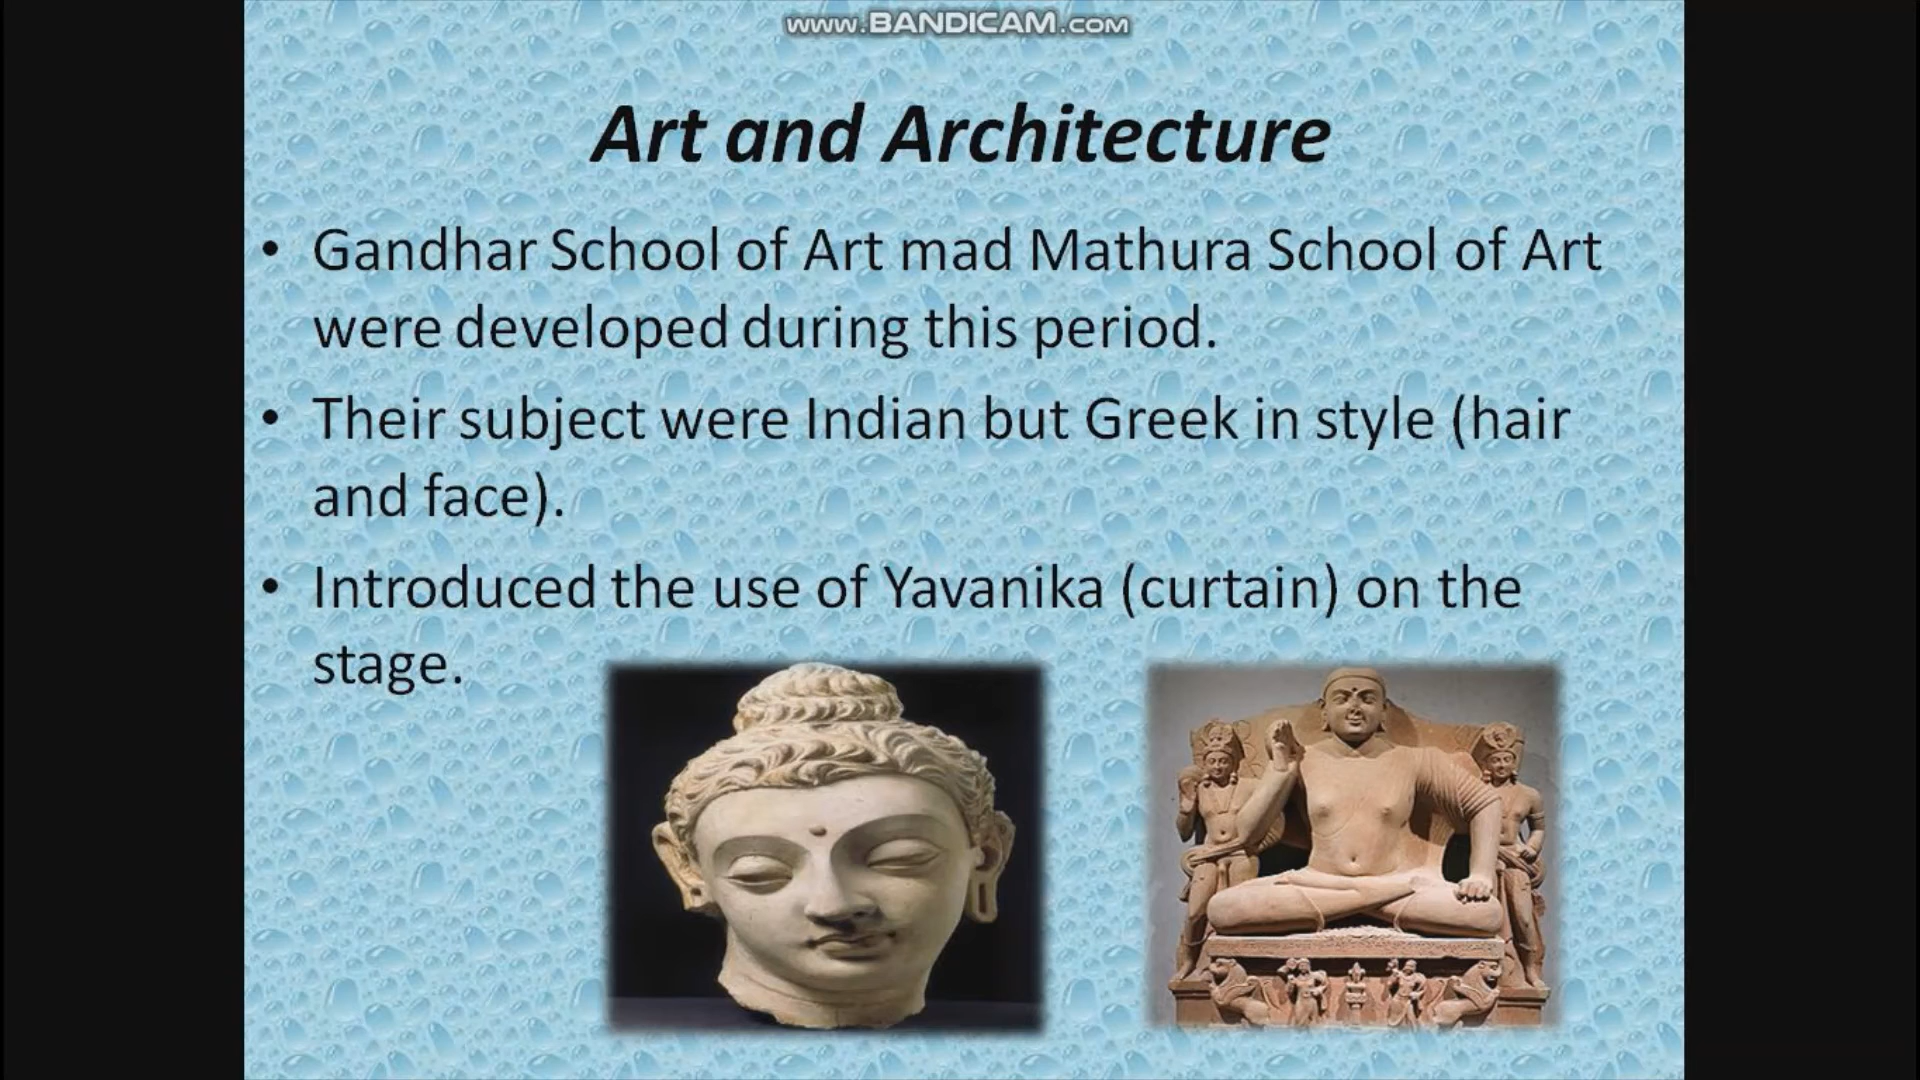 www.BANDICAM.com
Art and Architecture
• Gandhar School of Art mad Mathura School of Art
were developed during this period.
• Their subject were Indian but Greek in style (hair
and face).
• Introduced the use of Yavanika (curtain) on the
stage.